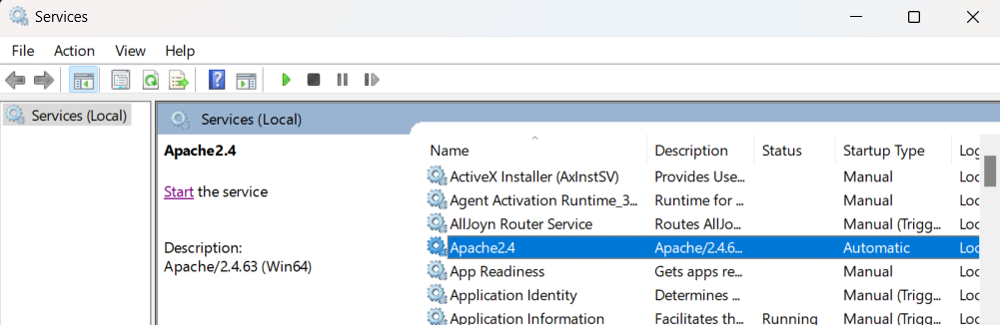 Services
File Action View Help
Services (Local)
Services (Local)
Apache2.4
Start the service
Description:
Apache/2.4.63 (Win64)
Name Description Status Startup Type Log
ActiveX Installer (AxInstSV) Provides Use... Manual Loc
Agent Activation Runtime_3... Runtime for ... Manual Loc
AllJoyn Router Service Routes AllJo... Manual (Trigg... Loc
Apache2.4 Apache/2.4.6... Automatic Loc
App Readiness Gets apps re... Manual Loc
Application Identity Determines ... Manual (Trigg... Loc
Application Information Facilitates th... Running Manual (Trigg... Loc